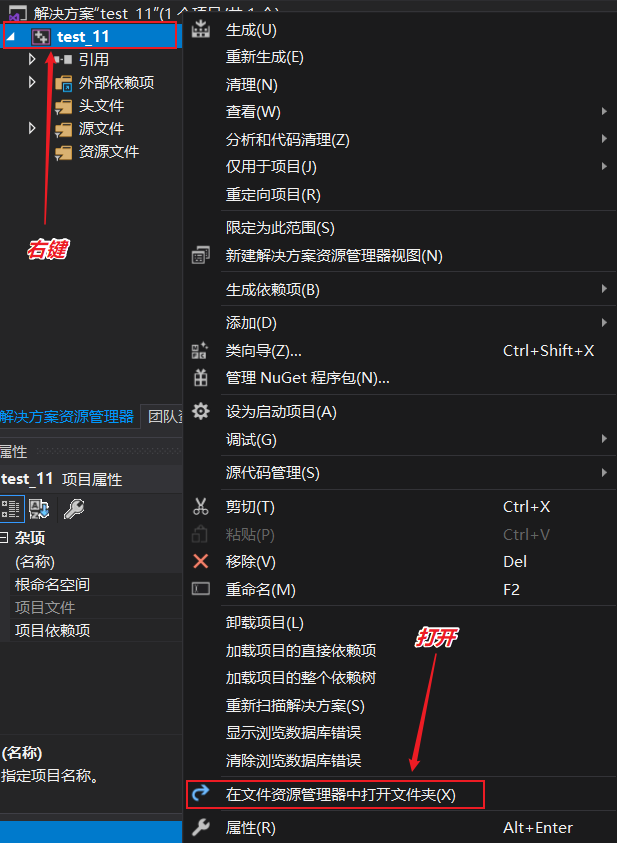 解决方案"test_11"(1 个项目/共 1 个)
test_11
引用
外部依赖项
头文件
源文件
资源文件
右键
解决方案资源管理器
团队
属性
test_11 项目属性
杂项
(名称)
根命名空间
项目文件
项目依赖项
(名称)
指定项目名称。
生成(U)
重新生成(E)
清理(N)
查看(W)
分析和代码清理(Z)
仅用于项目(J)
重定向项目(R)
限定为此范围(S)
新建解决方案资源管理器视图(N)
生成依赖项(B)
添加(D)
类向导(Z)... Ctrl+Shift+X
管理 NuGet 程序包(N)...
设为启动项目(A)
调试(G)
源代码管理(S)
剪切(T) Ctrl+X
粘贴(P) Ctrl+V
移除(V) Del
重命名(M) F2
卸载项目(L)
加载项目的直接依赖项
加载项目的整个依赖树
重新扫描解决方案(S)
显示浏览数据库错误
清除浏览数据库错误
打开
在文件资源管理器中打开文件夹(X)
属性(R) Alt+Enter